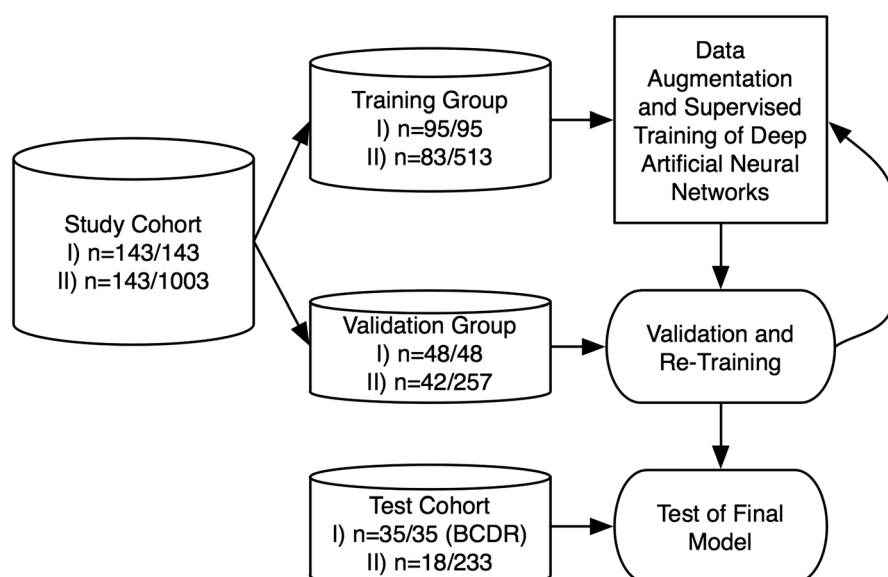 Study Cohort
I) n=143/143
II) n=143/1003
Training Group
I) n=95/95
II) n=83/513
Data
Augmentation
and Supervised
Training of Deep
Artificial Neural
Networks
Validation Group
I) n=48/48
II) n=42/257
Validation and
Re-Training
Test Cohort
I) n=35/35 (BCDR)
II) n=18/233
Test of Final
Model